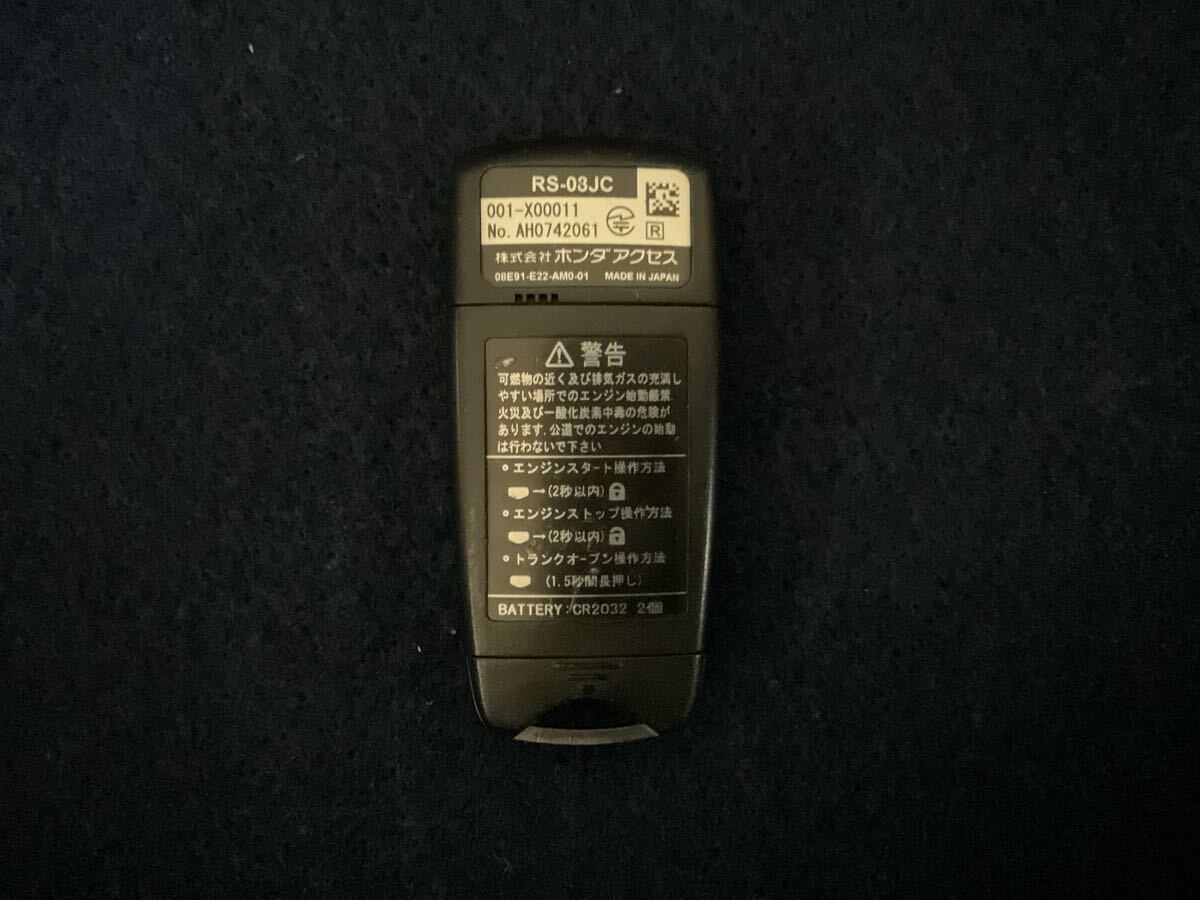 RS-03JC
001-X00011
No. AH0742061
R
株式会社 ホンダアクセス
08E91-E22-AM0-01 MADE IN JAPAN
警告
可燃物の近く及び排気ガスの充満し
やすい場所でのエンジン始動厳禁.
火災及び一酸化炭素中毒の危険が
あります.公道でのエンジンの始動
は行わないで下さい.
エンジンスタート操作方法
→(2秒以内)
エンジンストップ操作方法
→(2秒以内)
トランクオープン操作方法
(1.5秒間長押し)
BATTERY:CR2032 2個